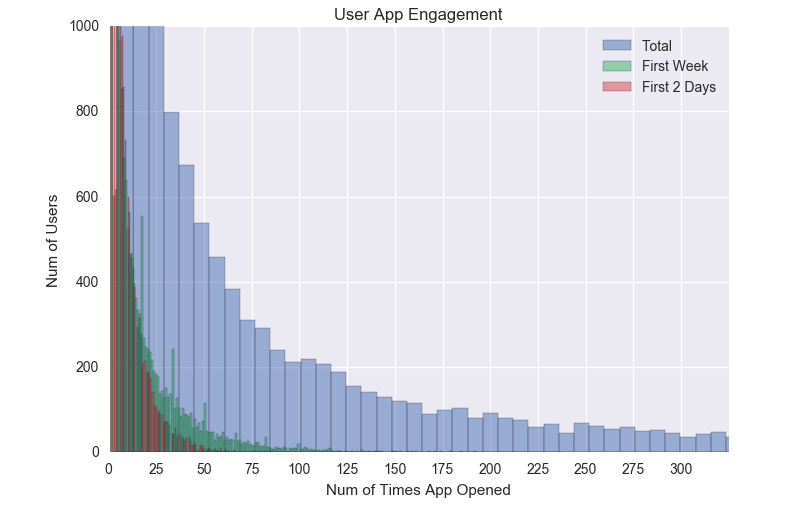 User App Engagement
Total
First Week
First 2 Days
1000
800
600
400
200
0
Num of Users
0 25 50 75 100 125 150 175 200 225 250 275 300
Num of Times App Opened